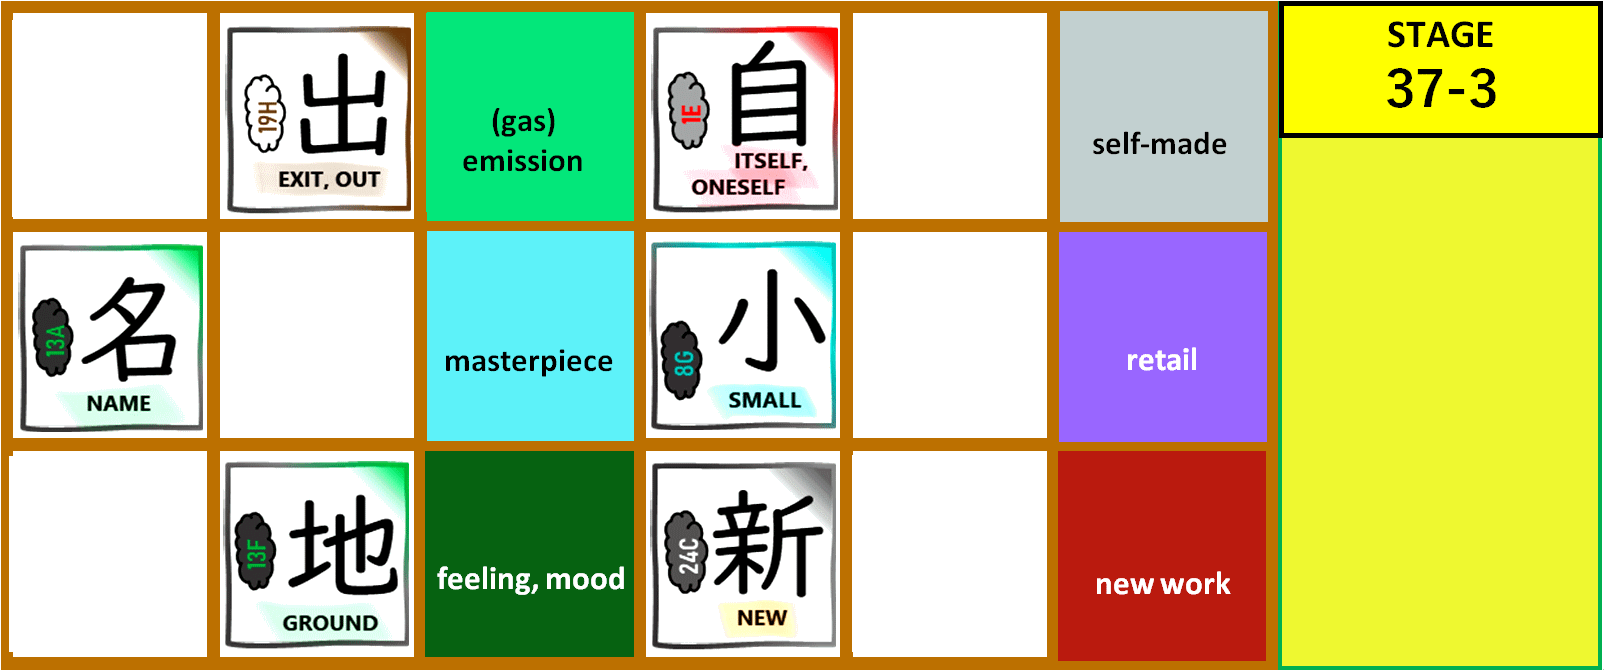 19H
出
EXIT, OUT
(gas)
emission
1E
自
ITSELF,
ONESELF
self-made
STAGE
37-3
13A
名
NAME
masterpiece
8G
小
SMALL
retail
13F
地
GROUND
feeling, mood
24C
新
NEW
new work